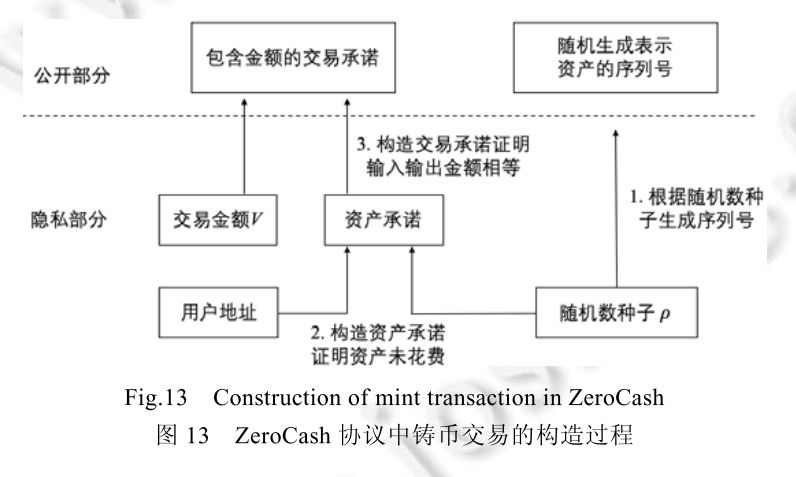 公开部分
包含金额的交易承诺
随机生成表示
资产的序列号
3. 构造交易承诺证明
输入输出金额相等
1. 根据随机数种
子生成序列号
隐私部分
交易金额V
资产承诺
用户地址
随机数种子 ρ
2. 构造资产承诺
证明资产未花费
Fig.13 Construction of mint transaction in ZeroCash
图 13 ZeroCash 协议中铸币交易的构造过程